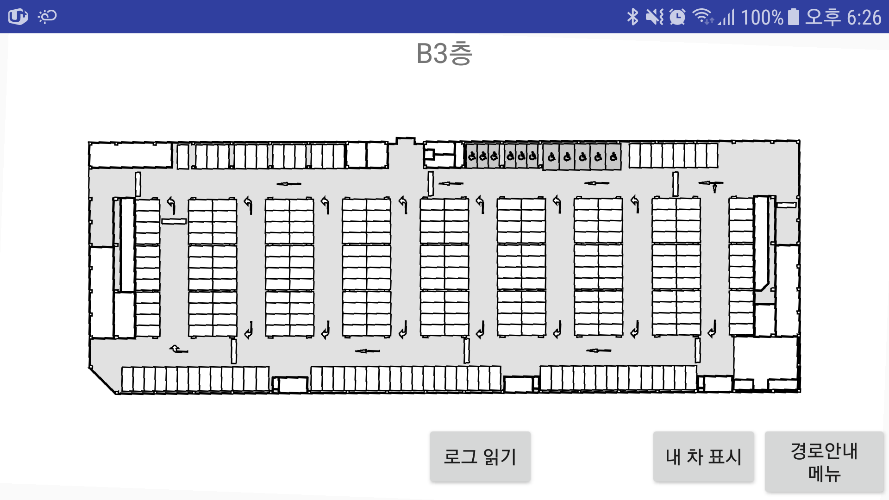 U+
100% 오후 6:26
B3층
로그 읽기
내 차 표시
경로안내
메뉴